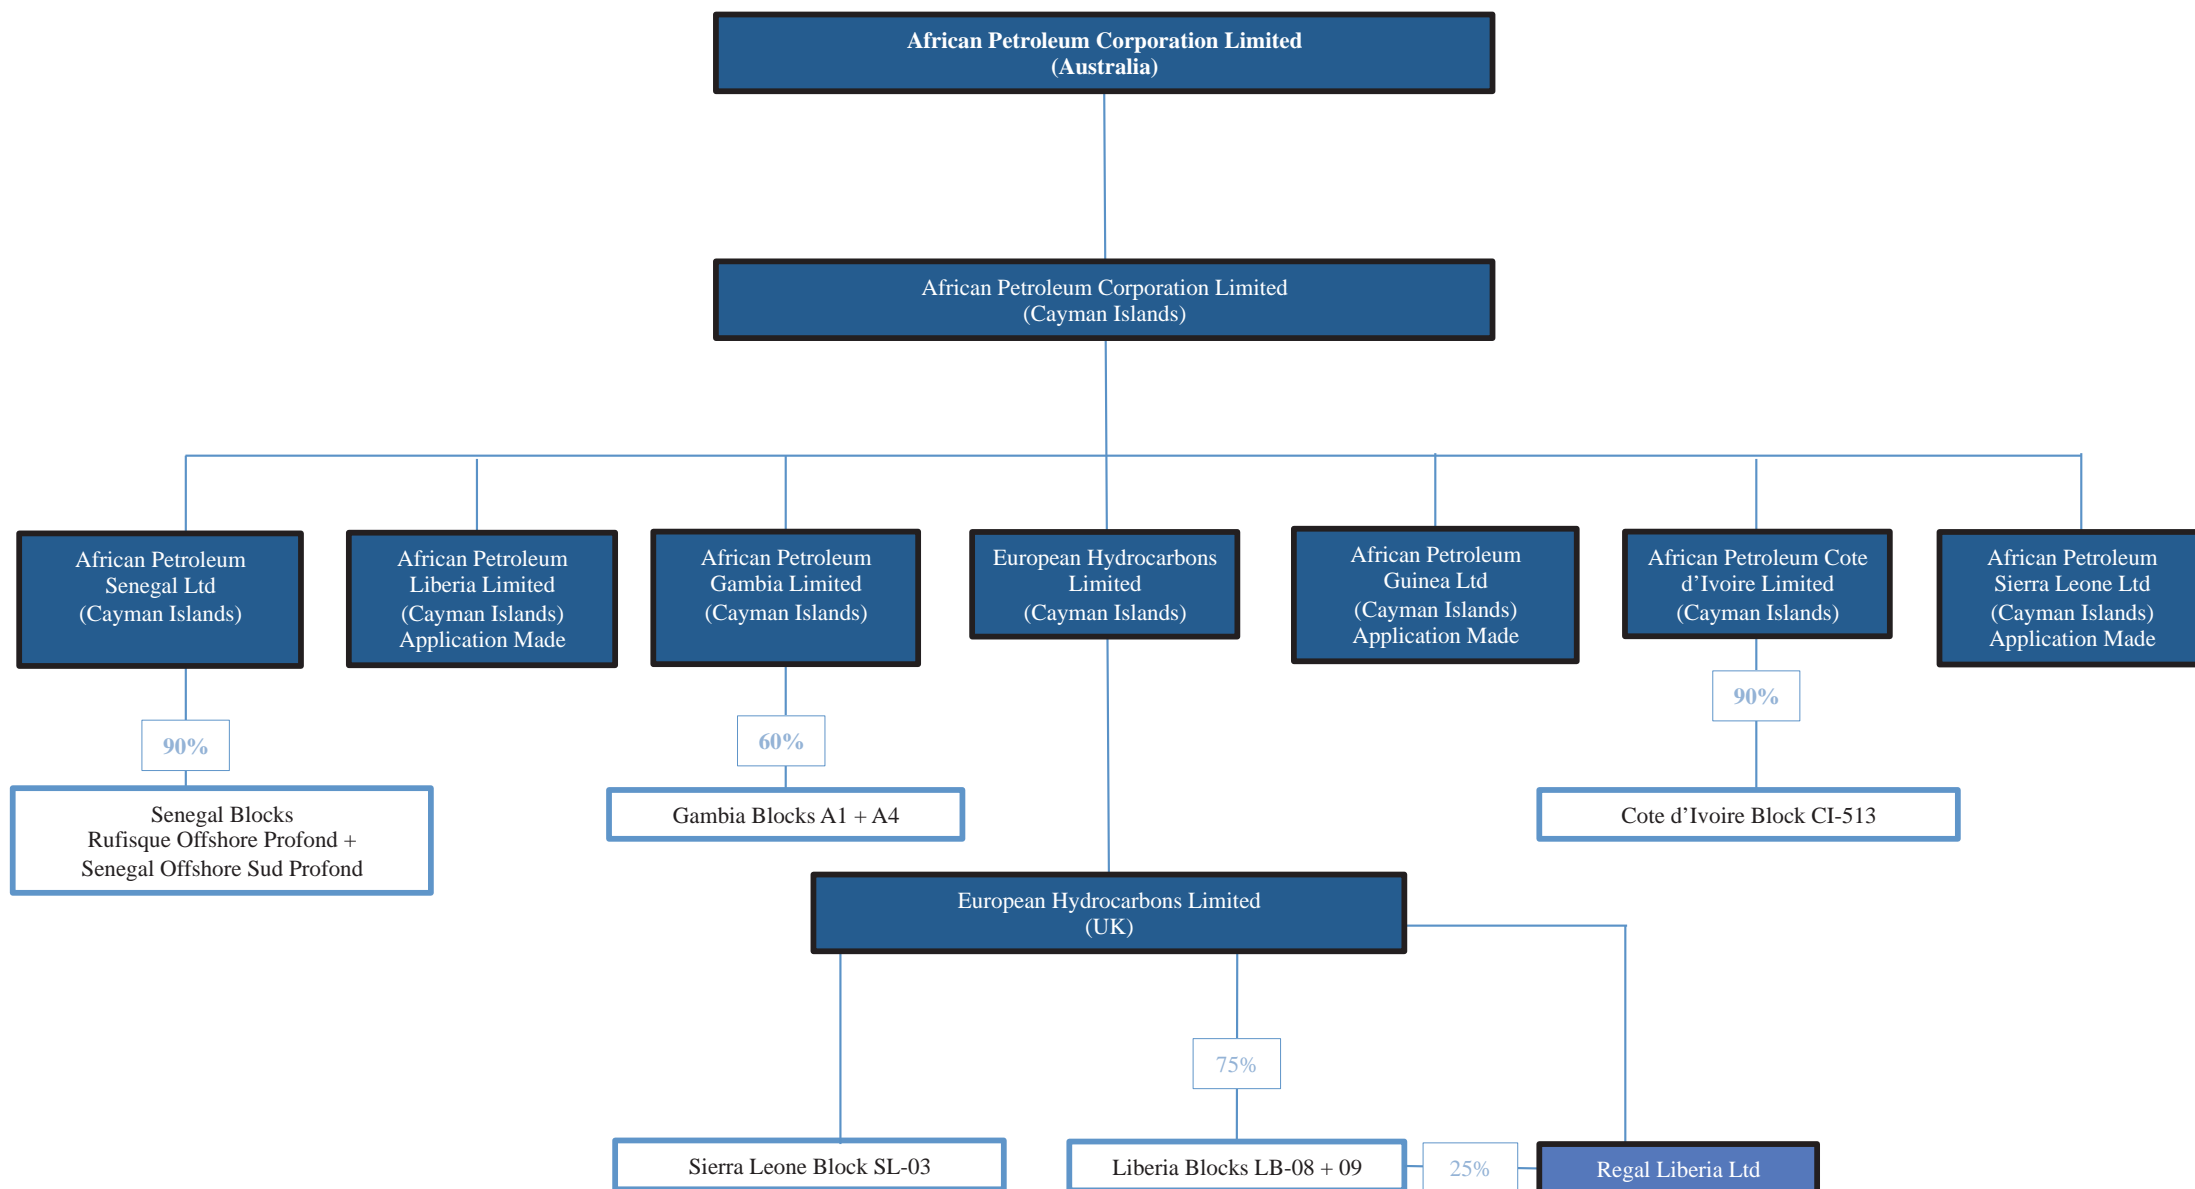 African Petroleum Corporation Limited
(Australia)
African Petroleum Corporation Limited
(Cayman Islands)
African Petroleum
Senegal Ltd
(Cayman Islands)
African Petroleum
Liberia Limited
(Cayman Islands)
Application Made
African Petroleum
Gambia Limited
(Cayman Islands)
European Hydrocarbons
Limited
(Cayman Islands)
African Petroleum
Guinea Ltd
(Cayman Islands)
Application Made
African Petroleum Cote
d’Ivoire Limited
(Cayman Islands)
African Petroleum
Sierra Leone Ltd
(Cayman Islands)
Application Made
90%
60%
90%
Senegal Blocks
Rufisque Offshore Profond +
Senegal Offshore Sud Profond
Gambia Blocks A1 + A4
Cote d’Ivoire Block CI-513
European Hydrocarbons Limited
(UK)
75%
Sierra Leone Block SL-03
Liberia Blocks LB-08 + 09
25%
Regal Liberia Ltd